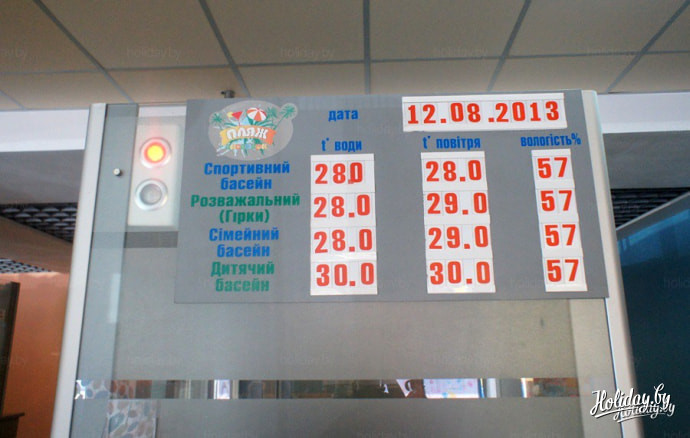 дата 12.08.2013
ПЛЯЖ
t° води t° повітря вологість%
Спортивний басейн 28.0 28.0 57
Розважальний (Гірки) 28.0 29.0 57
Сімейний басейн 28.0 29.0 57
Дитячий басейн 30.0 30.0 57
Holiday.by
Holiday.by